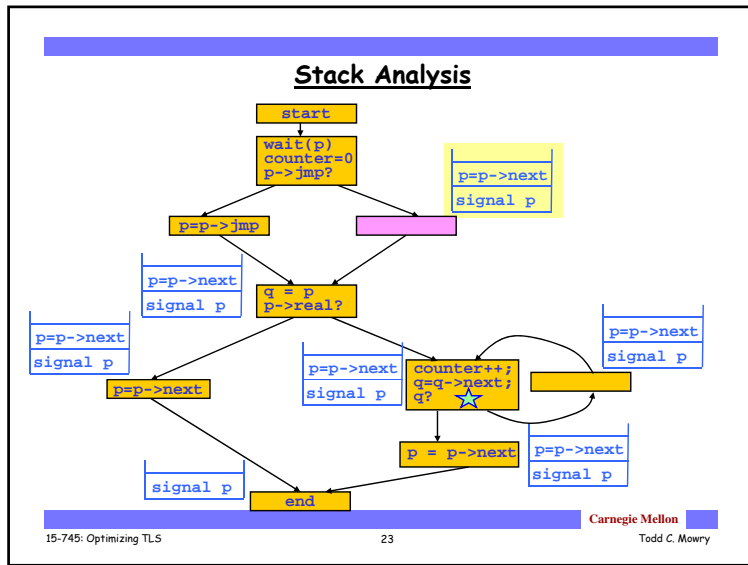 Stack Analysis
start
wait(p)
counter=0
p->jmp?
p=p->next
signal p
p=p->jmp
p=p->next
signal p
q = p
p->real?
p=p->next
signal p
p=p->next
signal p
p=p->next
signal p
counter++;
q=q->next;
q?
p=p->next
p=p->next
signal p
p = p->next
signal p
end
Carnegie Mellon
15-745: Optimizing TLS
23
Todd C. Mowry